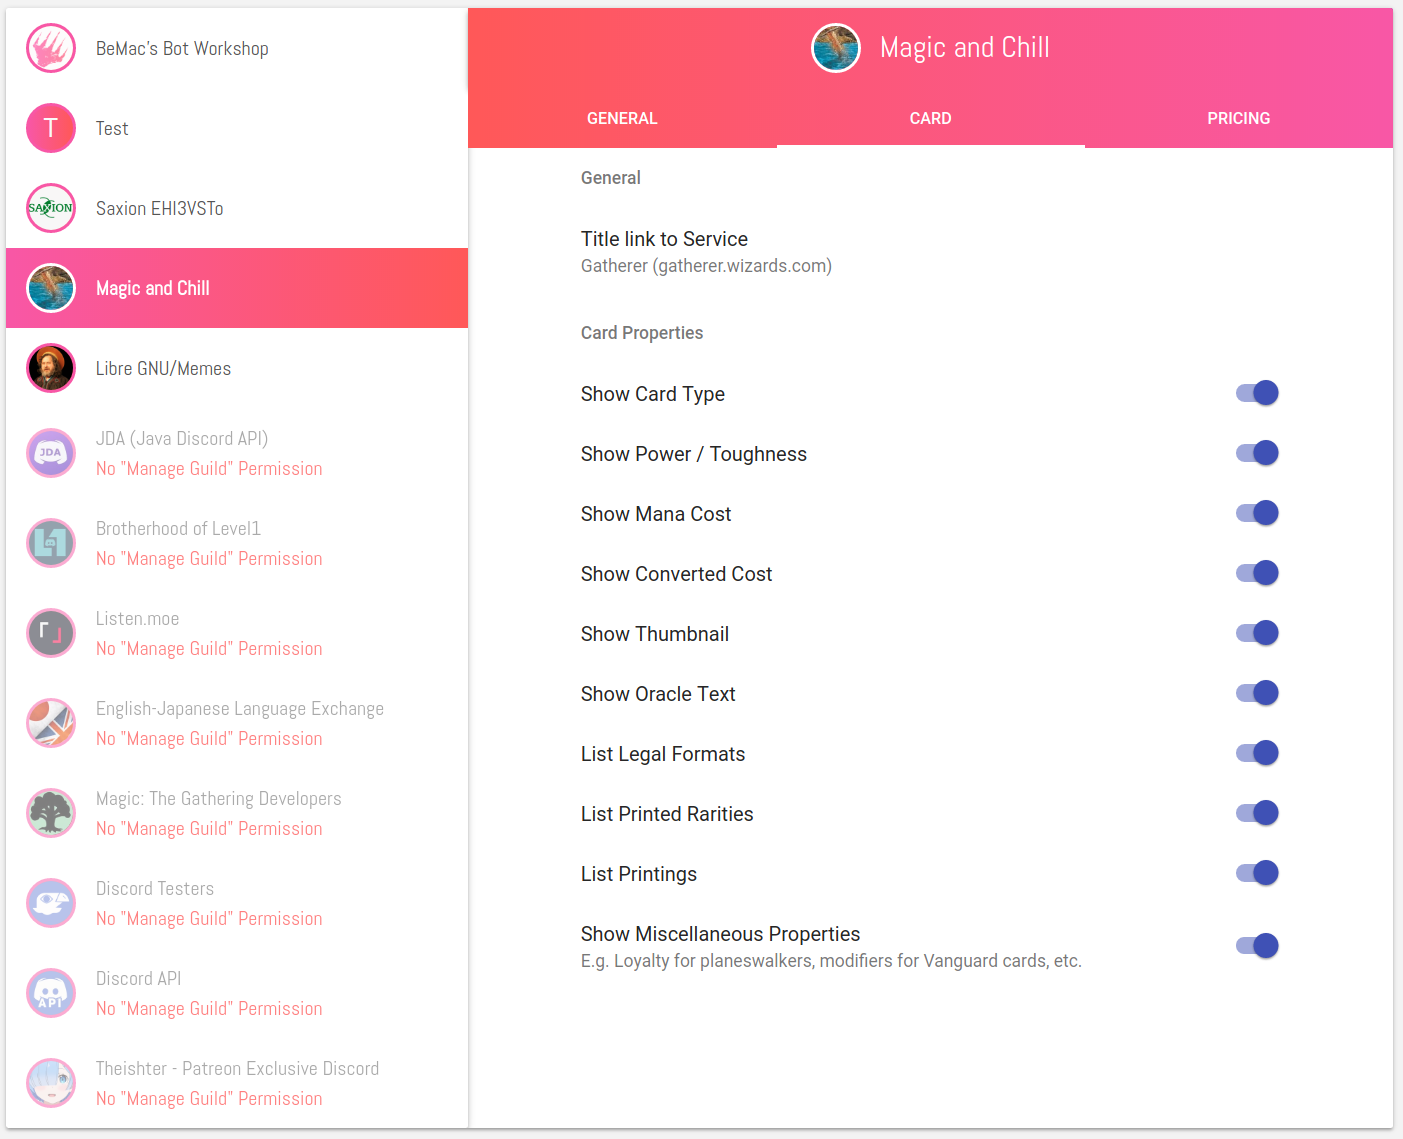 BeMac's Bot Workshop
T
Test
SAXION
Saxion EHI3VSTo
Magic and Chill
Libre GNU/Memes
JDA
JDA (Java Discord API)
No "Manage Guild" Permission
L1
Brotherhood of Level1
No "Manage Guild" Permission
Listen.moe
No "Manage Guild" Permission
English-Japanese Language Exchange
No "Manage Guild" Permission
Magic: The Gathering Developers
No "Manage Guild" Permission
Discord Testers
No "Manage Guild" Permission
API
Discord API
No "Manage Guild" Permission
Theishter - Patreon Exclusive Discord
No "Manage Guild" Permission
Magic and Chill
GENERAL
CARD
PRICING
General
Title link to Service
Gatherer (gatherer.wizards.com)
Card Properties
Show Card Type
Show Power / Toughness
Show Mana Cost
Show Converted Cost
Show Thumbnail
Show Oracle Text
List Legal Formats
List Printed Rarities
List Printings
Show Miscellaneous Properties
E.g. Loyalty for planeswalkers, modifiers for Vanguard cards, etc.